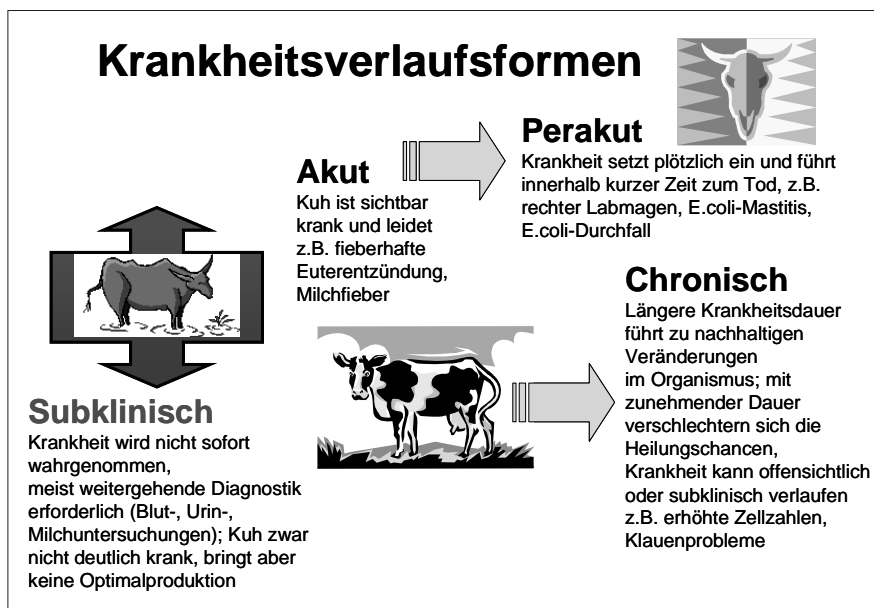 Krankheitsverlaufsformen
Perakut
Krankheit setzt plötzlich ein und führt
innerhalb kurzer Zeit zum Tod, z.B.
rechter Labmagen, E.coli-Mastitis,
E.coli-Durchfall
Akut
Kuh ist sichtbar
krank und leidet
z.B. fieberhafte
Euterentzündung,
Milchfieber
Chronisch
Längere Krankheitsdauer
führt zu nachhaltigen
Veränderungen
im Organismus; mit
zunehmender Dauer
verschlechtern sich die
Heilungschancen,
Krankheit kann offensichtlich
oder subklinisch verlaufen
z.B. erhöhte Zellzahlen,
Klauenprobleme
Subklinisch
Krankheit wird nicht sofort
wahrgenommen,
meist weitergehende Diagnostik
erforderlich (Blut-, Urin-,
Milchuntersuchungen); Kuh zwar
nicht deutlich krank, bringt aber
keine Optimalproduktion